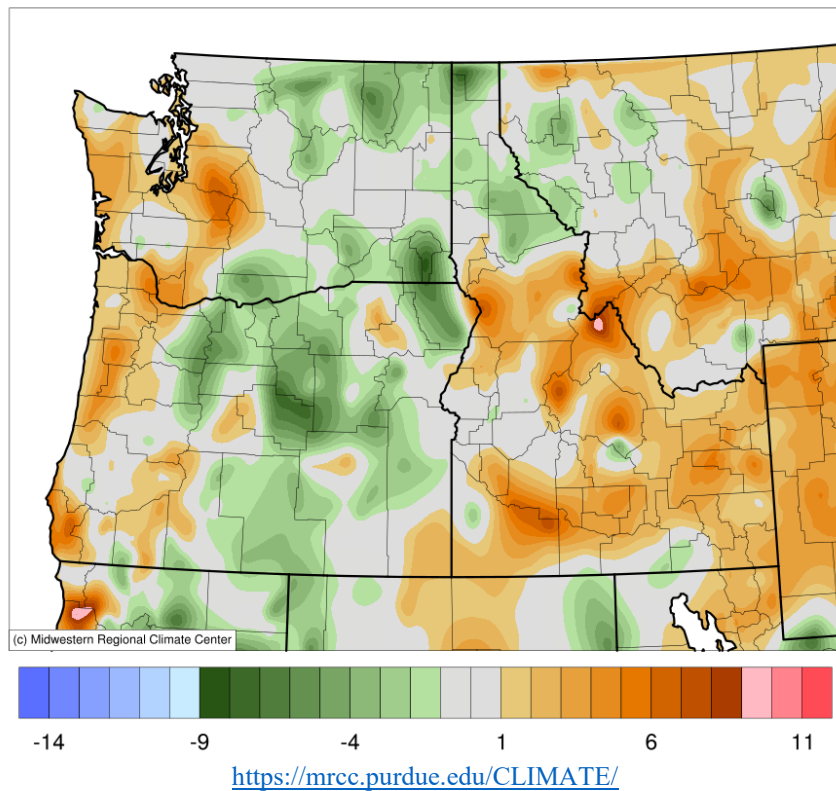 (c) Midwestern Regional Climate Center
-14 -9 -4 1 6 11
https://mrcc.purdue.edu/CLIMATE/